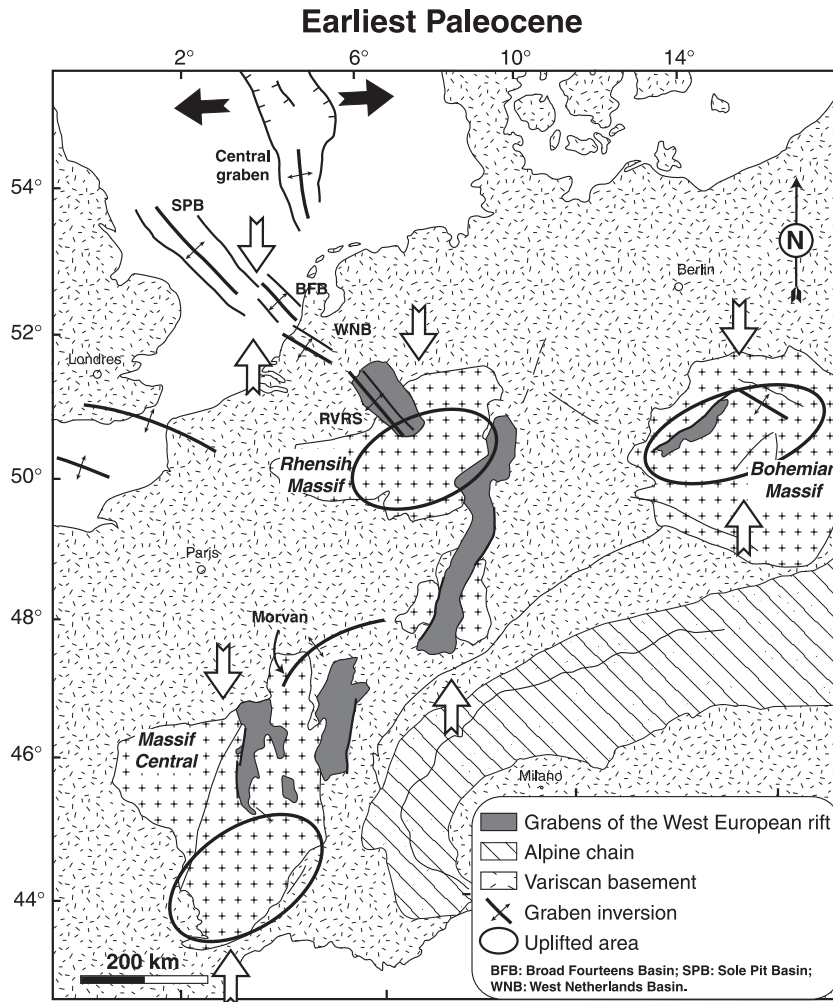 Earliest Paleocene
2° 6° 10° 14°
Central
graben
54°
SPB
N
Berlin
BFB
52°
WNB
Londres
RVRS
50°
Rhensih
Massif
Bohemian
Massif
Paris
48°
Morvan
46°
Massif
Central
Milano
44°
200 km
Grabens of the West European rift
Alpine chain
Variscan basement
Graben inversion
Uplifted area
BFB: Broad Fourteens Basin; SPB: Sole Pit Basin;
WNB: West Netherlands Basin.